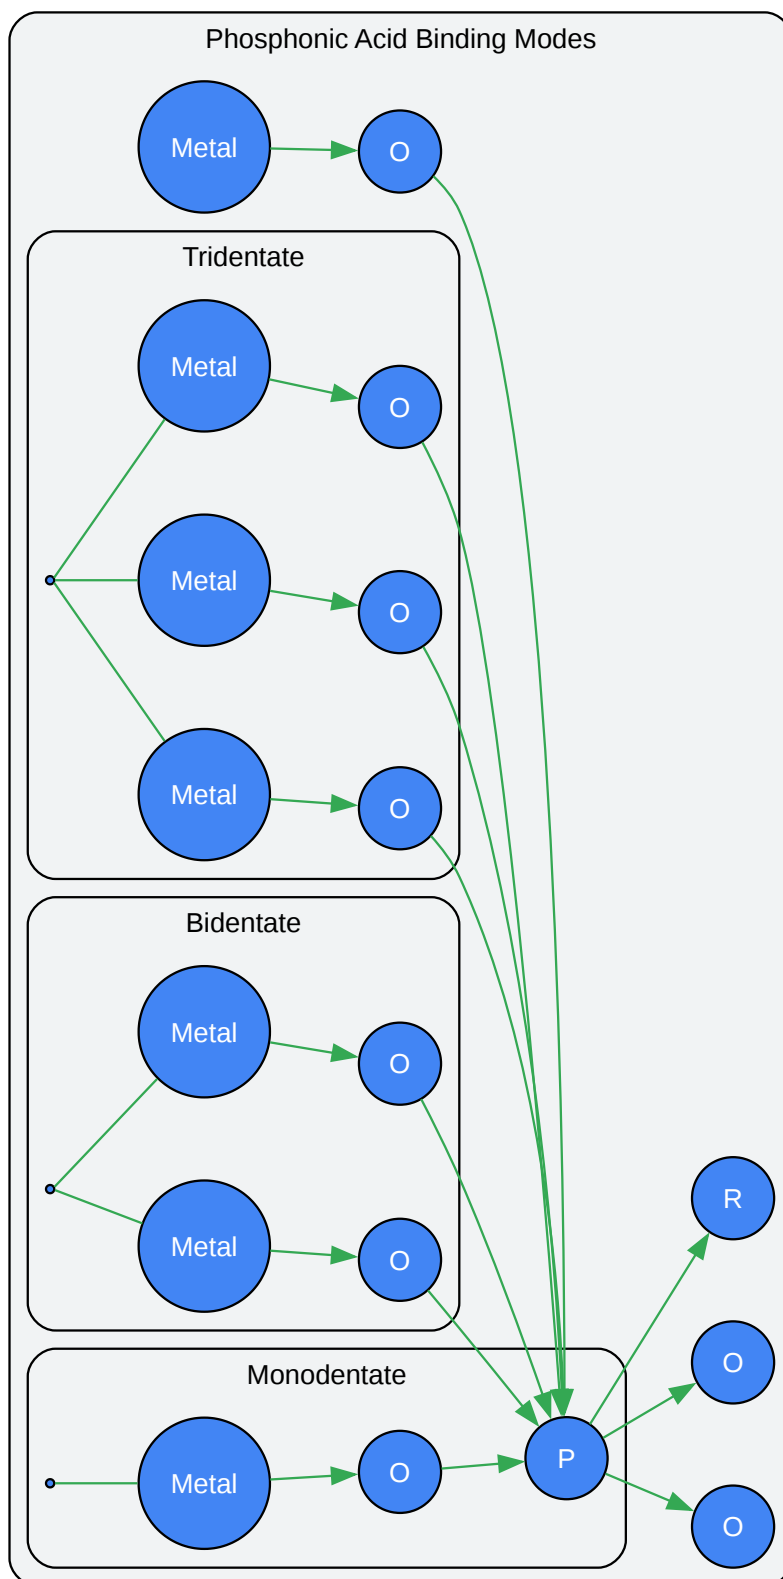 Phosphonic Acid Binding Modes
Metal
O
Tridentate
Metal
O
Metal
O
Metal
O
Bidentate
Metal
O
R
Metal
O
O
Monodentate
Metal
O
P
O